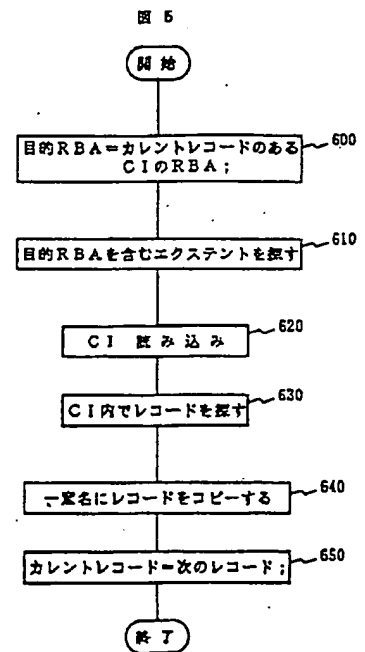 図 5
開 始
目的RBA=カレントレコードのある
CIのRBA;
600
目的RBAを含むエクステントを探す
610
CI 読み込み
620
CI内でレコードを探す
630
一定名にレコードをコピーする
640
カレントレコード=次のレコード;
650
終 了